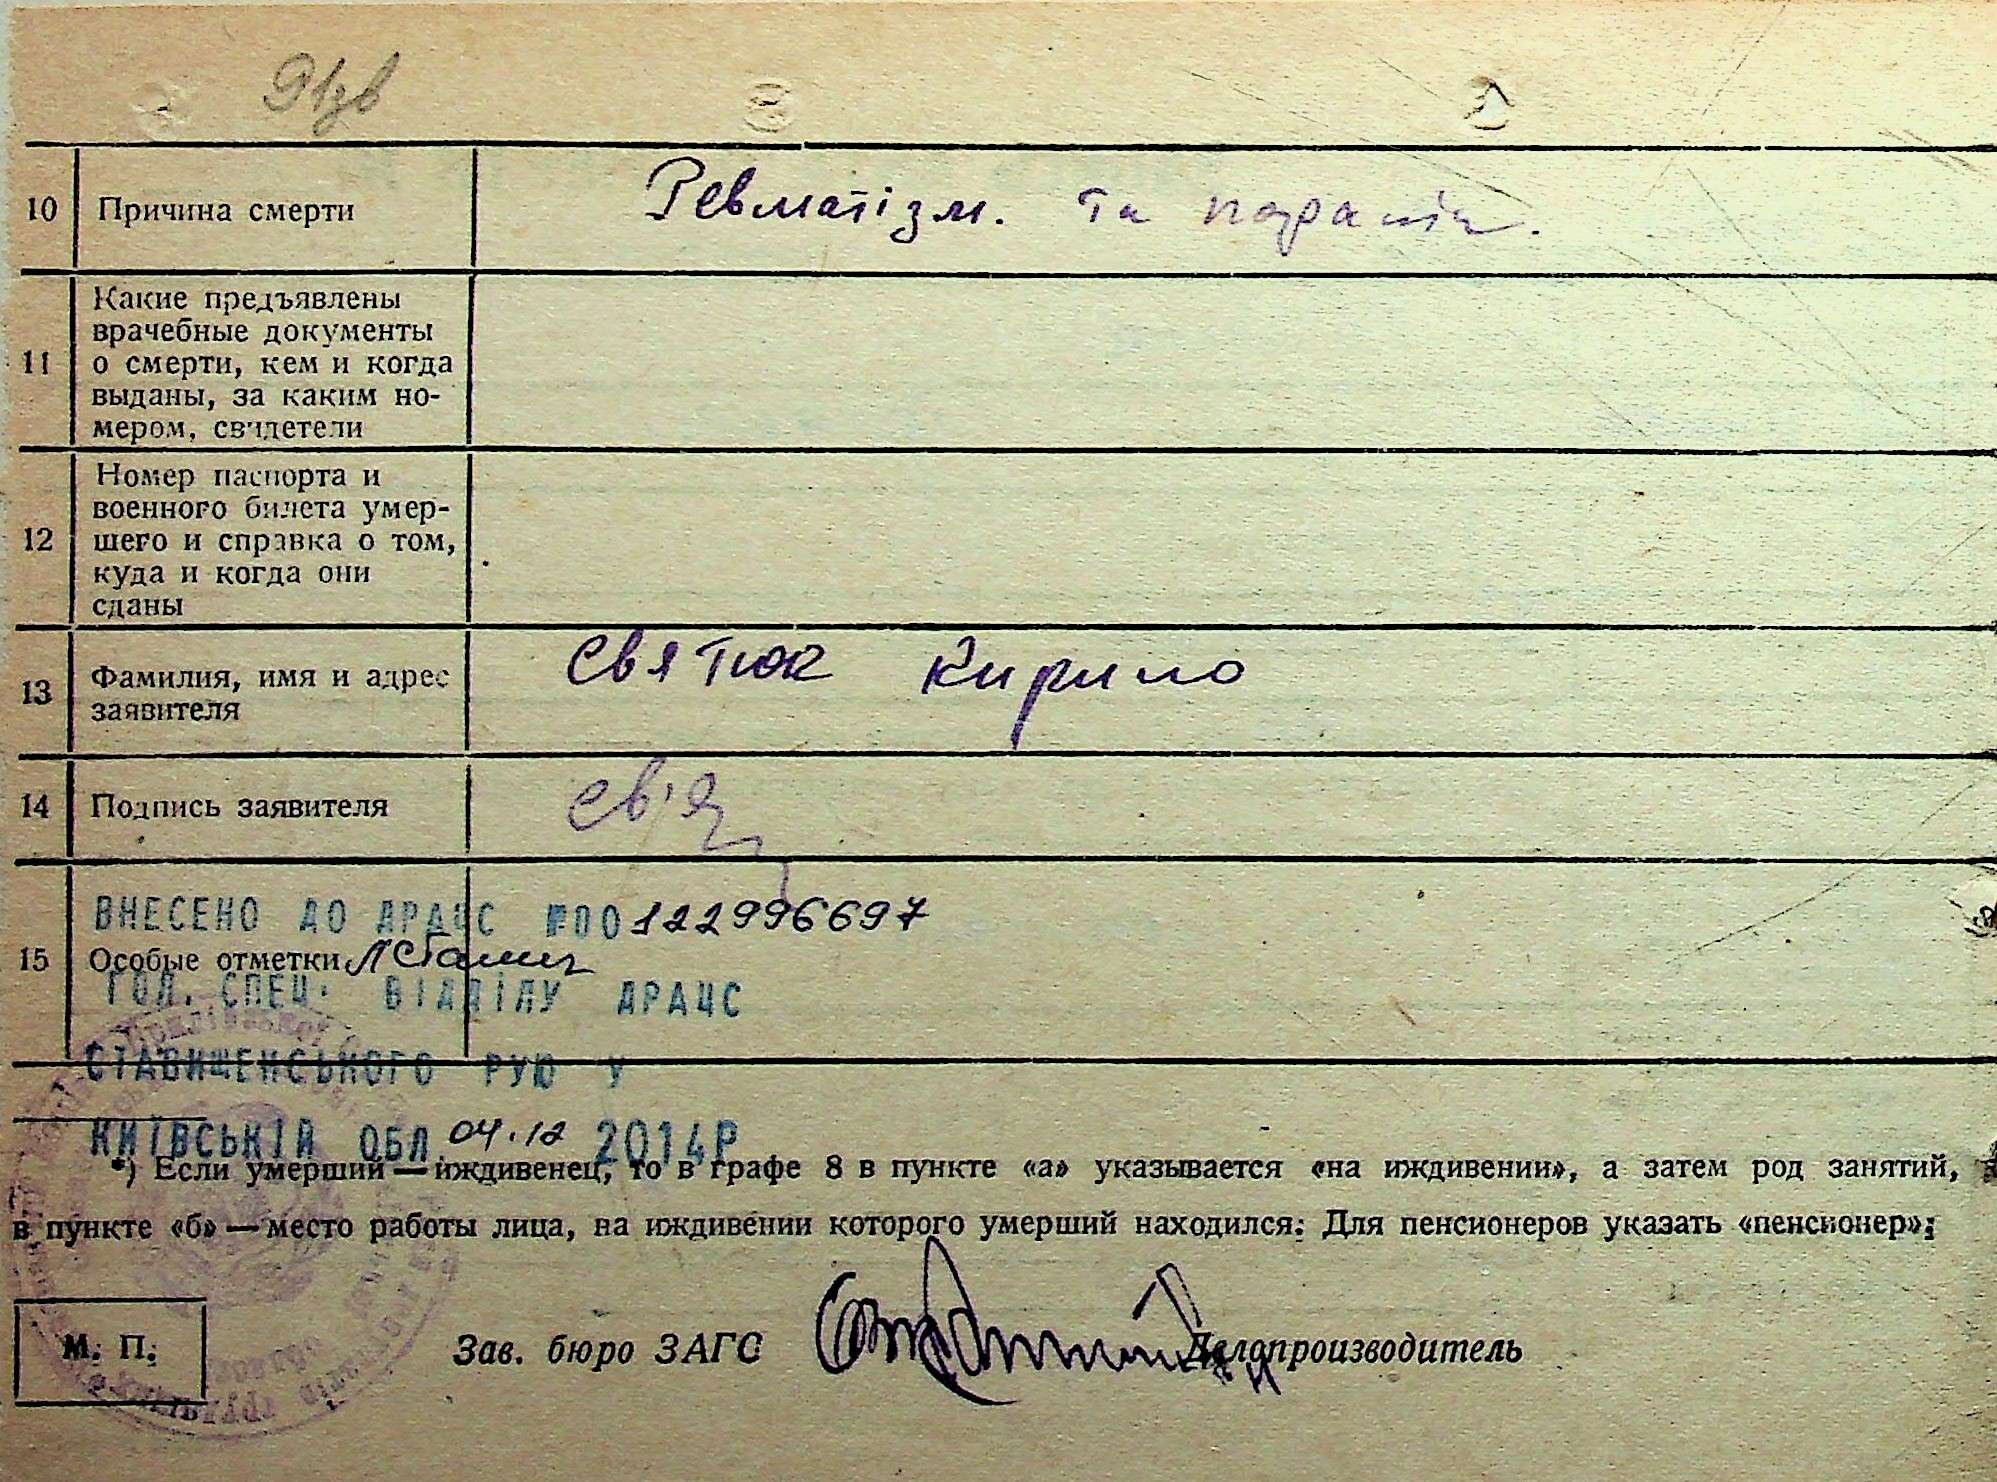 91зв
10 Причина смерти Ревматізм. та
11 Какие предъявлены
врачебные документы
о смерти, кем и когда
выданы, за каким но-
мером, свидетели
12 Номер паспорта и
военного билета умер-
шего и справка о том,
куда и когда они
сданы
13 Фамилия, имя и адрес
заявителя Святюк Кирило
14 Подпись заявителя Св'я
ВНЕСЕНО ДО ДРАЦС №00122996697
15 Особые отметки
ГОЛ. СПЕЦ. ВІДДІЛУ ДРАЦС
СТАВИЩЕНСЬКОГО РУЮ У
КИЇВСЬКІЙ ОБЛ. 04.12 2014Р
*) Если умерший — иждивенец, то в графе 8 в пункте «а» указывается «на иждивении», а затем род занятий,
в пункте «б» — место работы лица, на иждивении которого умерший находился. Для пенсионеров указать «пенсионер»;
М. П. Зав. бюро ЗАГС Делопроизводитель